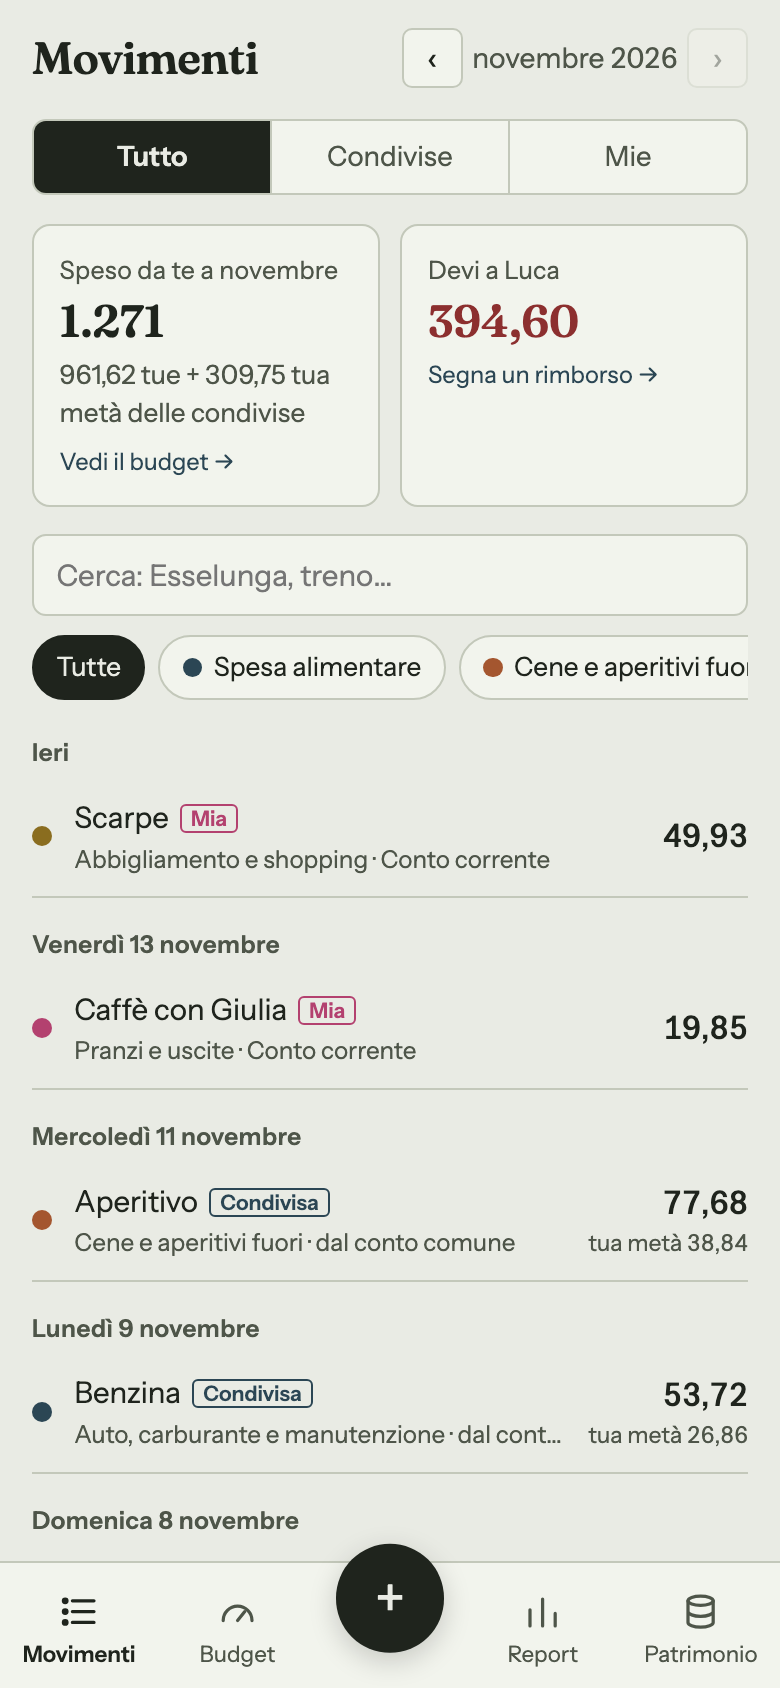 Movimenti
‹ novembre 2026 ›
Tutto Condivise Mie
Speso da te a novembre
1.271
961,62 tue + 309,75 tua
metà delle condivise
Vedi il budget →
Devi a Luca
394,60
Segna un rimborso →
Cerca: Esselunga, treno...
Tutte Spesa alimentare Cene e aperitivi fuor
Ieri
Scarpe Mia 49,93
Abbigliamento e shopping · Conto corrente
Venerdì 13 novembre
Caffè con Giulia Mia 19,85
Pranzi e uscite · Conto corrente
Mercoledì 11 novembre
Aperitivo Condivisa 77,68
Cene e aperitivi fuori · dal conto comune tua metà 38,84
Lunedì 9 novembre
Benzina Condivisa 53,72
Auto, carburante e manutenzione · dal cont... tua metà 26,86
Domenica 8 novembre
+
Movimenti Budget Report Patrimonio